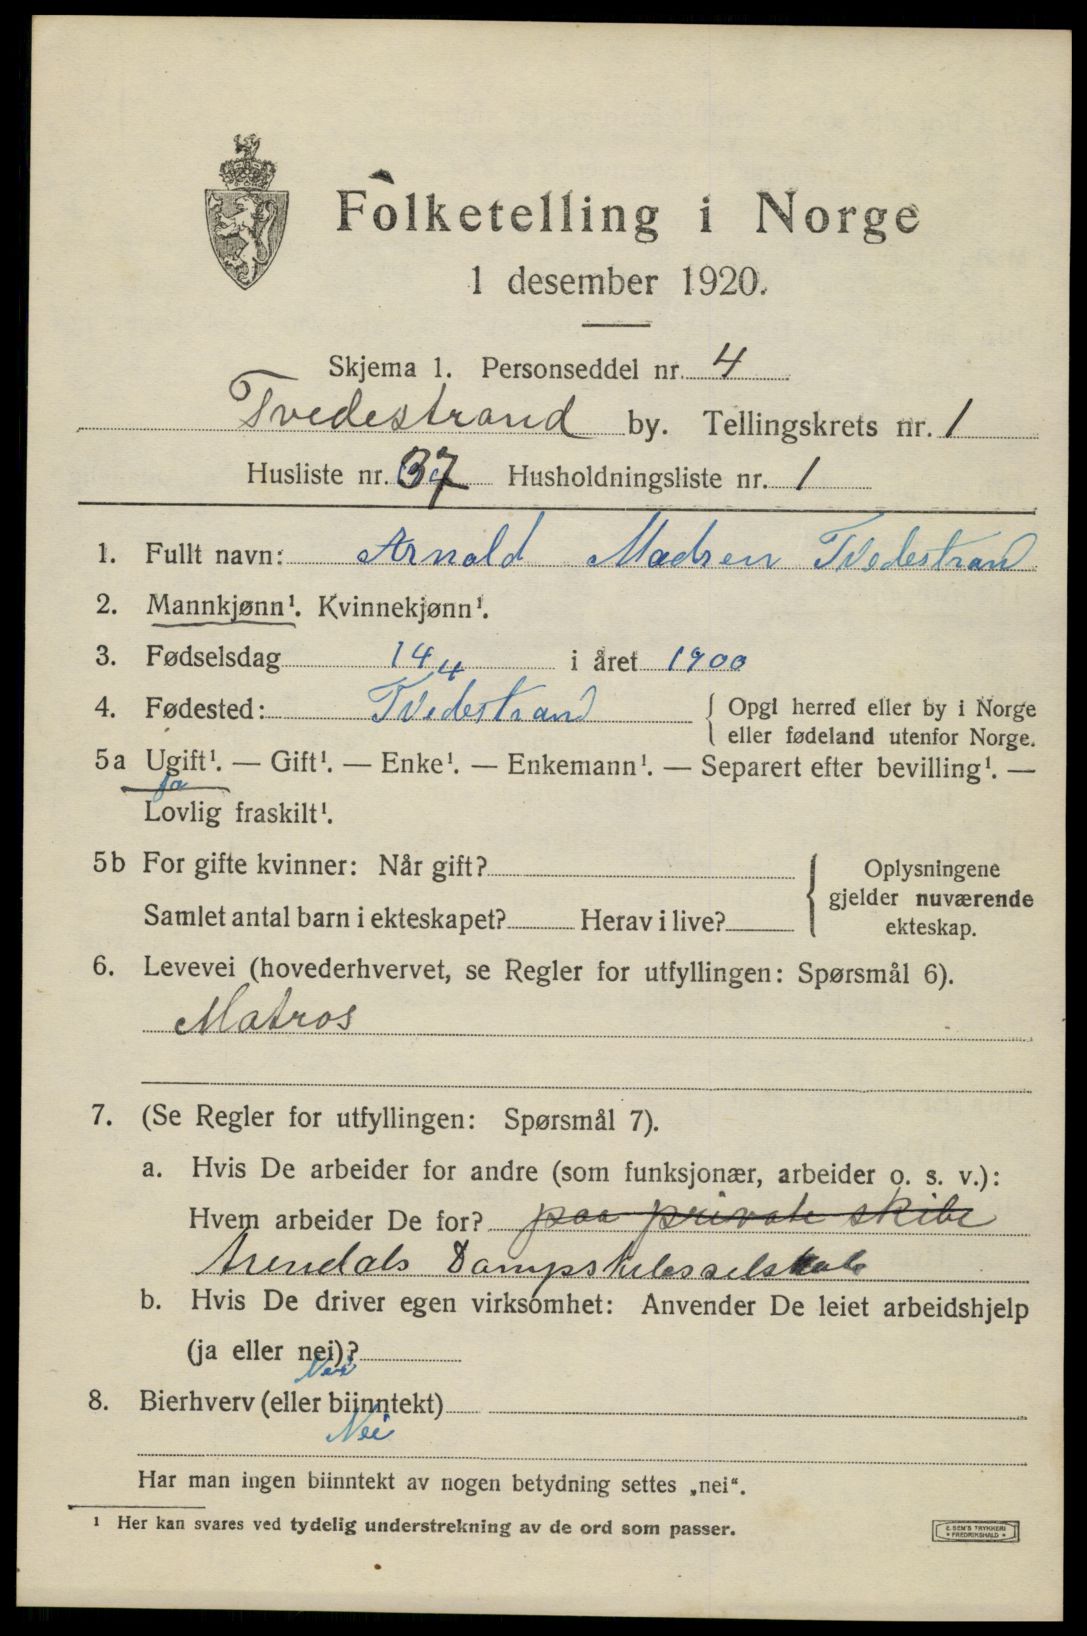 Folketelling i Norge
1 desember 1920.
Skjema 1. Personseddel nr. 4
Tvedestrand by. Tellingskrets nr. 1
Husliste nr. 37 Husholdningsliste nr. 1
1. Fullt navn: Arnold Madsen Tvedestrand
2. Mannkjønn¹. Kvinnekjønn¹.
3. Fødselsdag 14/4 i året 1900
4. Fødested: Tvedestrand { Opgi herred eller by i Norge
eller fødeland utenfor Norge.
5a Ugift¹. — Gift¹. — Enke¹. — Enkemann¹. — Separert efter bevilling¹. —
ja
Lovlig fraskilt¹.
5b For gifte kvinner: Når gift? { Oplysningene
gjelder nuværende
Samlet antal barn i ekteskapet? Herav i live?
ekteskap.
6. Levevei (hovederhvervet, se Regler for utfyllingen: Spørsmål 6).
Matros
7. (Se Regler for utfyllingen: Spørsmål 7).
a. Hvis De arbeider for andre (som funksjonær, arbeider o. s. v.):
Hvem arbeider De for? paa private skibe
Arendals Dampskibsselskab
b. Hvis De driver egen virksomhet: Anvender De leiet arbeidshjelp
(ja eller nei)?
Nei
8. Bierhverv (eller biinntekt)
Nei
Har man ingen biinntekt av nogen betydning settes „nei“.
¹ Her kan svares ved tydelig understrekning av de ord som passer.
E. SEM'S TRYKKERI
* FREDRIKSHALD *